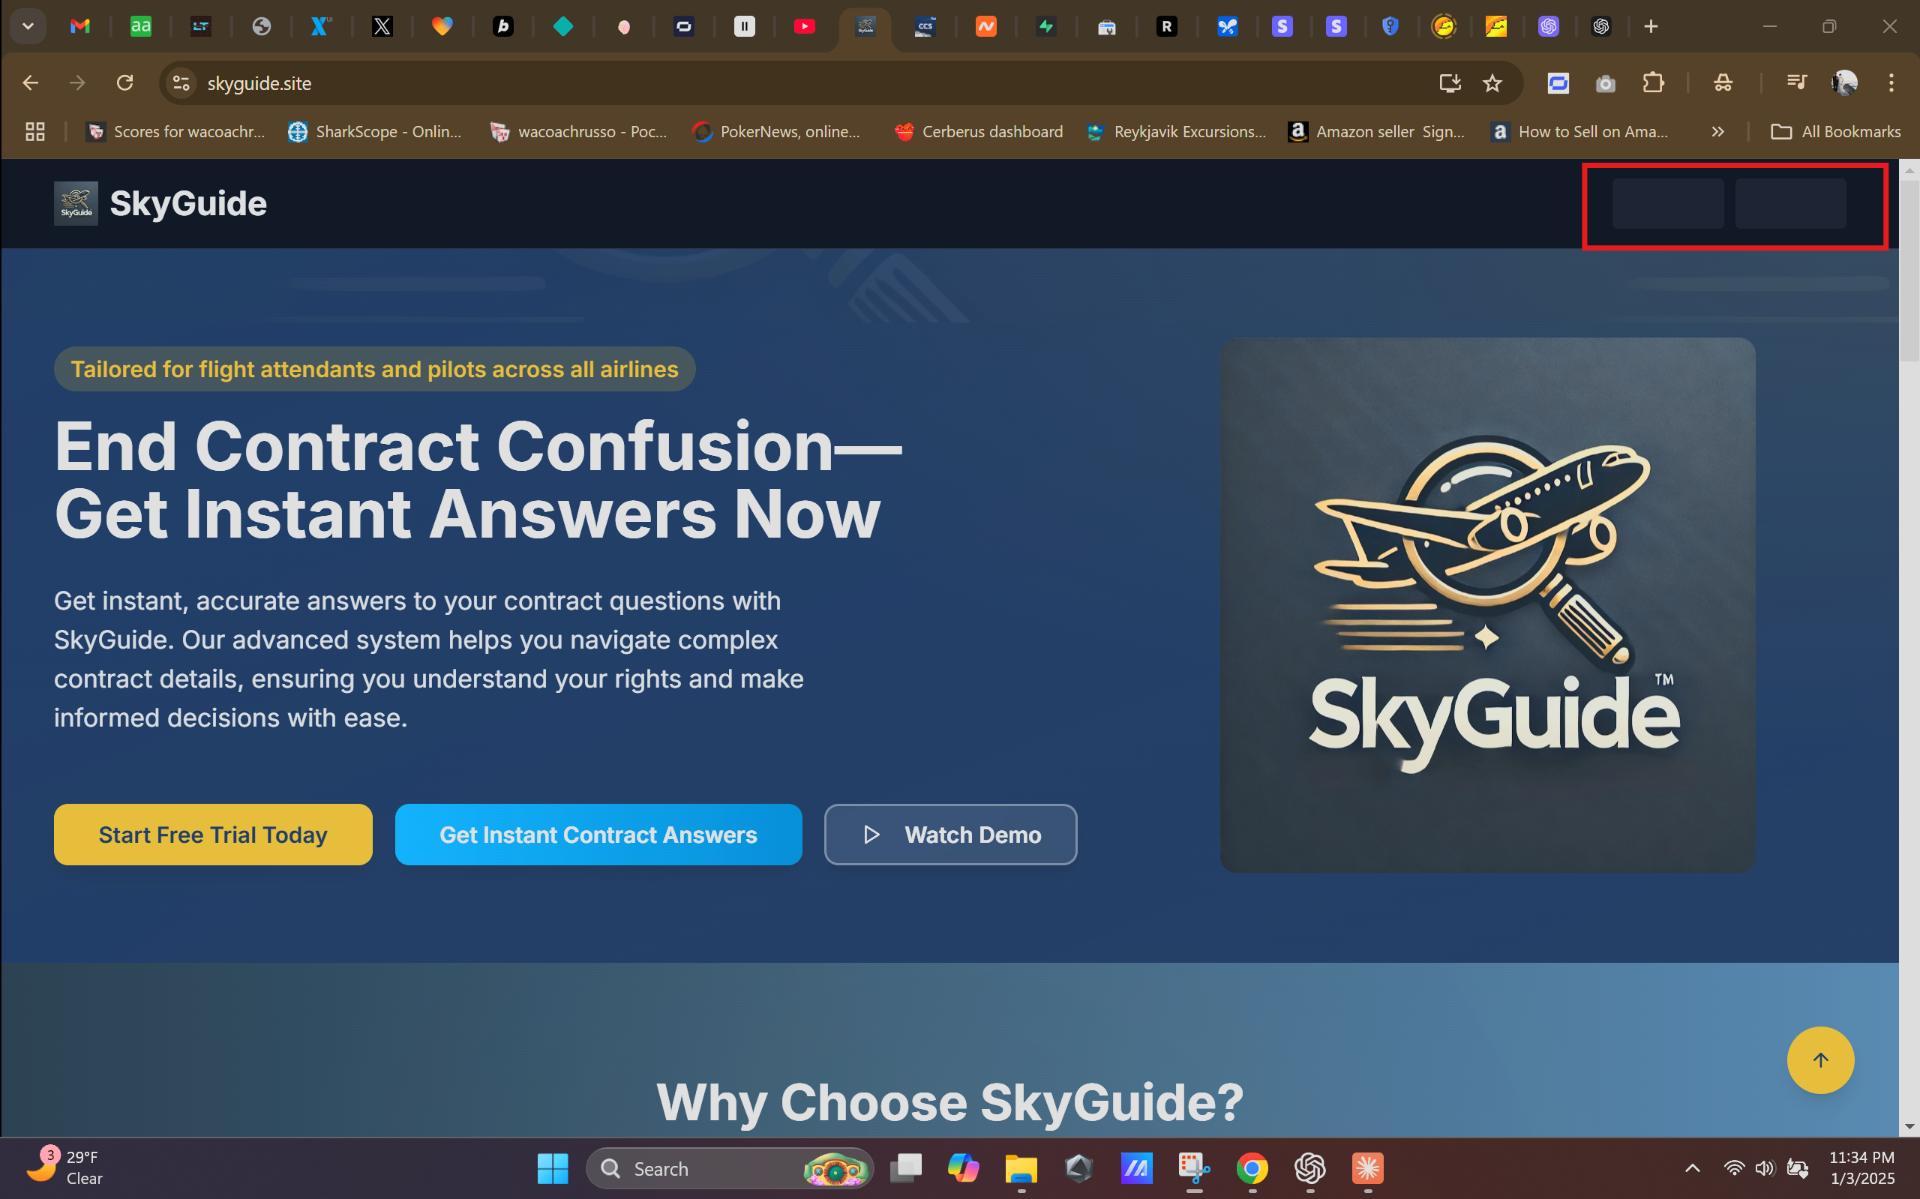 skyguide.site
Scores for wacoachr...
SharkScope - Onlin...
wacoachrusso - Poc...
PokerNews, online...
Cerberus dashboard
Reykjavik Excursions...
Amazon seller Sign...
How to Sell on Ama...
All Bookmarks
SkyGuide
SkyGuide
Tailored for flight attendants and pilots across all airlines
End Contract Confusion—
Get Instant Answers Now
Get instant, accurate answers to your contract questions with
SkyGuide. Our advanced system helps you navigate complex
contract details, ensuring you understand your rights and make
informed decisions with ease.
Start Free Trial Today
Get Instant Contract Answers
Watch Demo
SkyGuide™
Why Choose SkyGuide?
3
29°F
Clear
Search
11:34 PM
1/3/2025